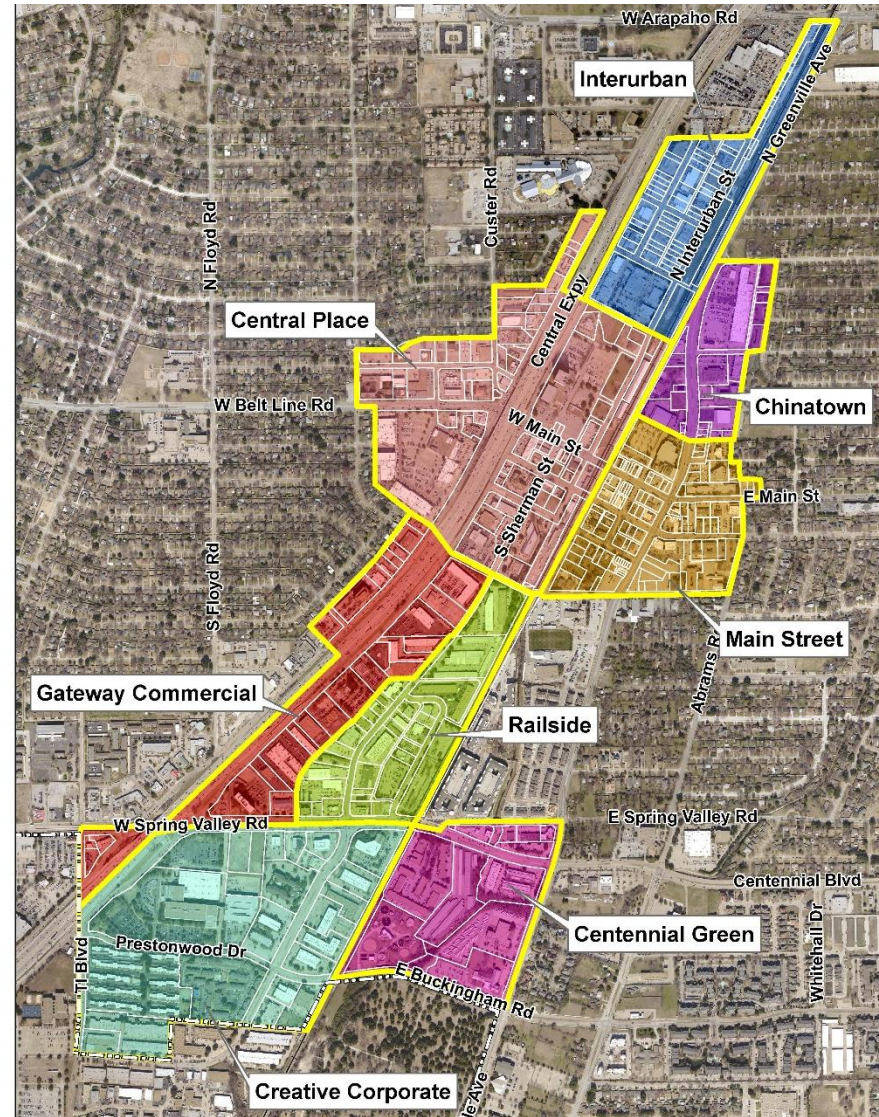 W Arapaho Rd
Interurban
N Greenville Ave
N Interurban St
Custer Rd
N Floyd Rd
Central Expy
Central Place
W Belt Line Rd
Chinatown
W Main St
E Main St
S Sherman St
S Floyd Rd
Main Street
Abrams R
Gateway Commercial
Railside
W Spring Valley Rd
E Spring Valley Rd
Centennial Blvd
Whitehall Dr
Centennial Green
Prestonwood Dr
TI Blvd
E Buckingham Rd
Creative Corporate
le Ave